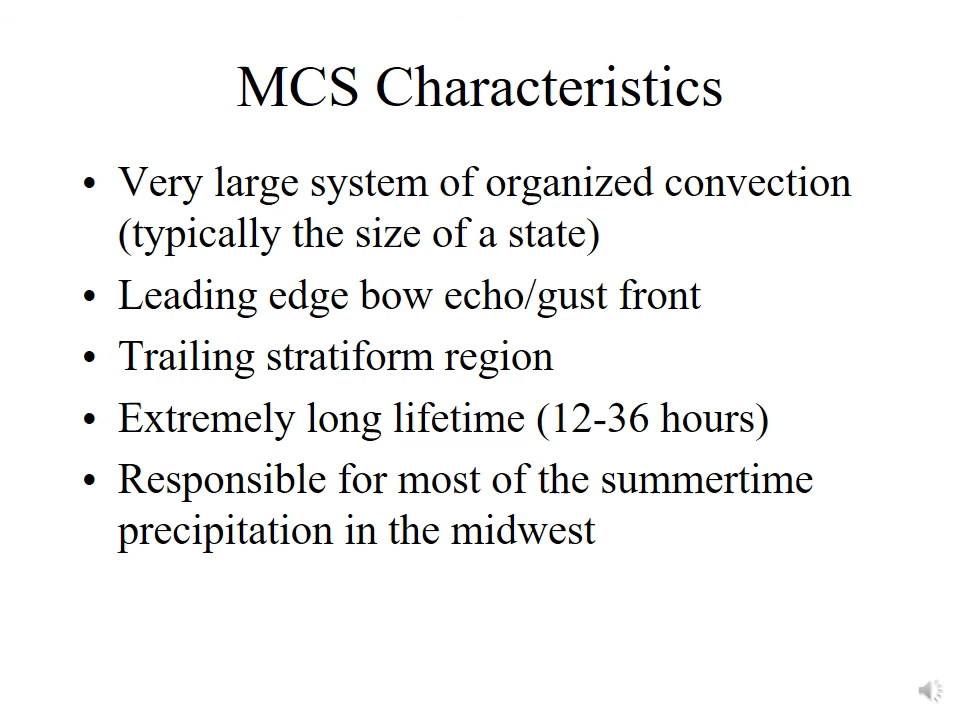 MCS Characteristics
• Very large system of organized convection
(typically the size of a state)
• Leading edge bow echo/gust front
• Trailing stratiform region
• Extremely long lifetime (12-36 hours)
• Responsible for most of the summertime
precipitation in the midwest